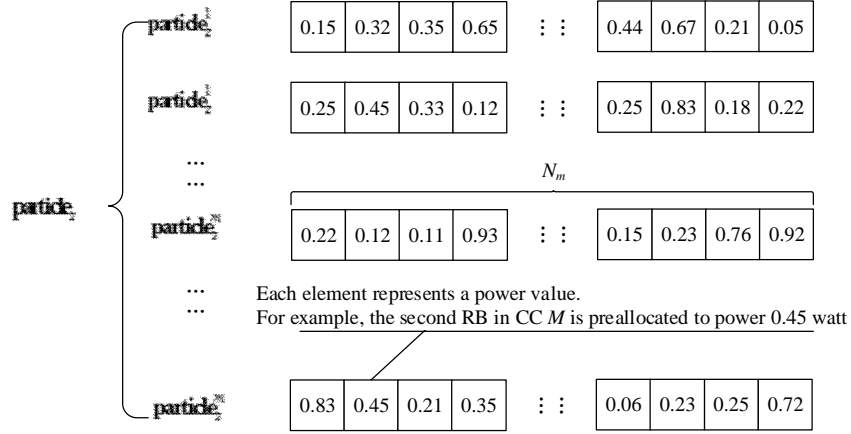 particle 0.15 0.32 0.35 0.65 ⋮ ⋮ 0.44 0.67 0.21 0.05
particle 0.25 0.45 0.33 0.12 ⋮ ⋮ 0.25 0.83 0.18 0.22
...
...
N_m
particle
particle 0.22 0.12 0.11 0.93 ⋮ ⋮ 0.15 0.23 0.76 0.92
...
...
Each element represents a power value.
For example, the second RB in CC M is preallocated to power 0.45 watt
particle 0.83 0.45 0.21 0.35 ⋮ ⋮ 0.06 0.23 0.25 0.72